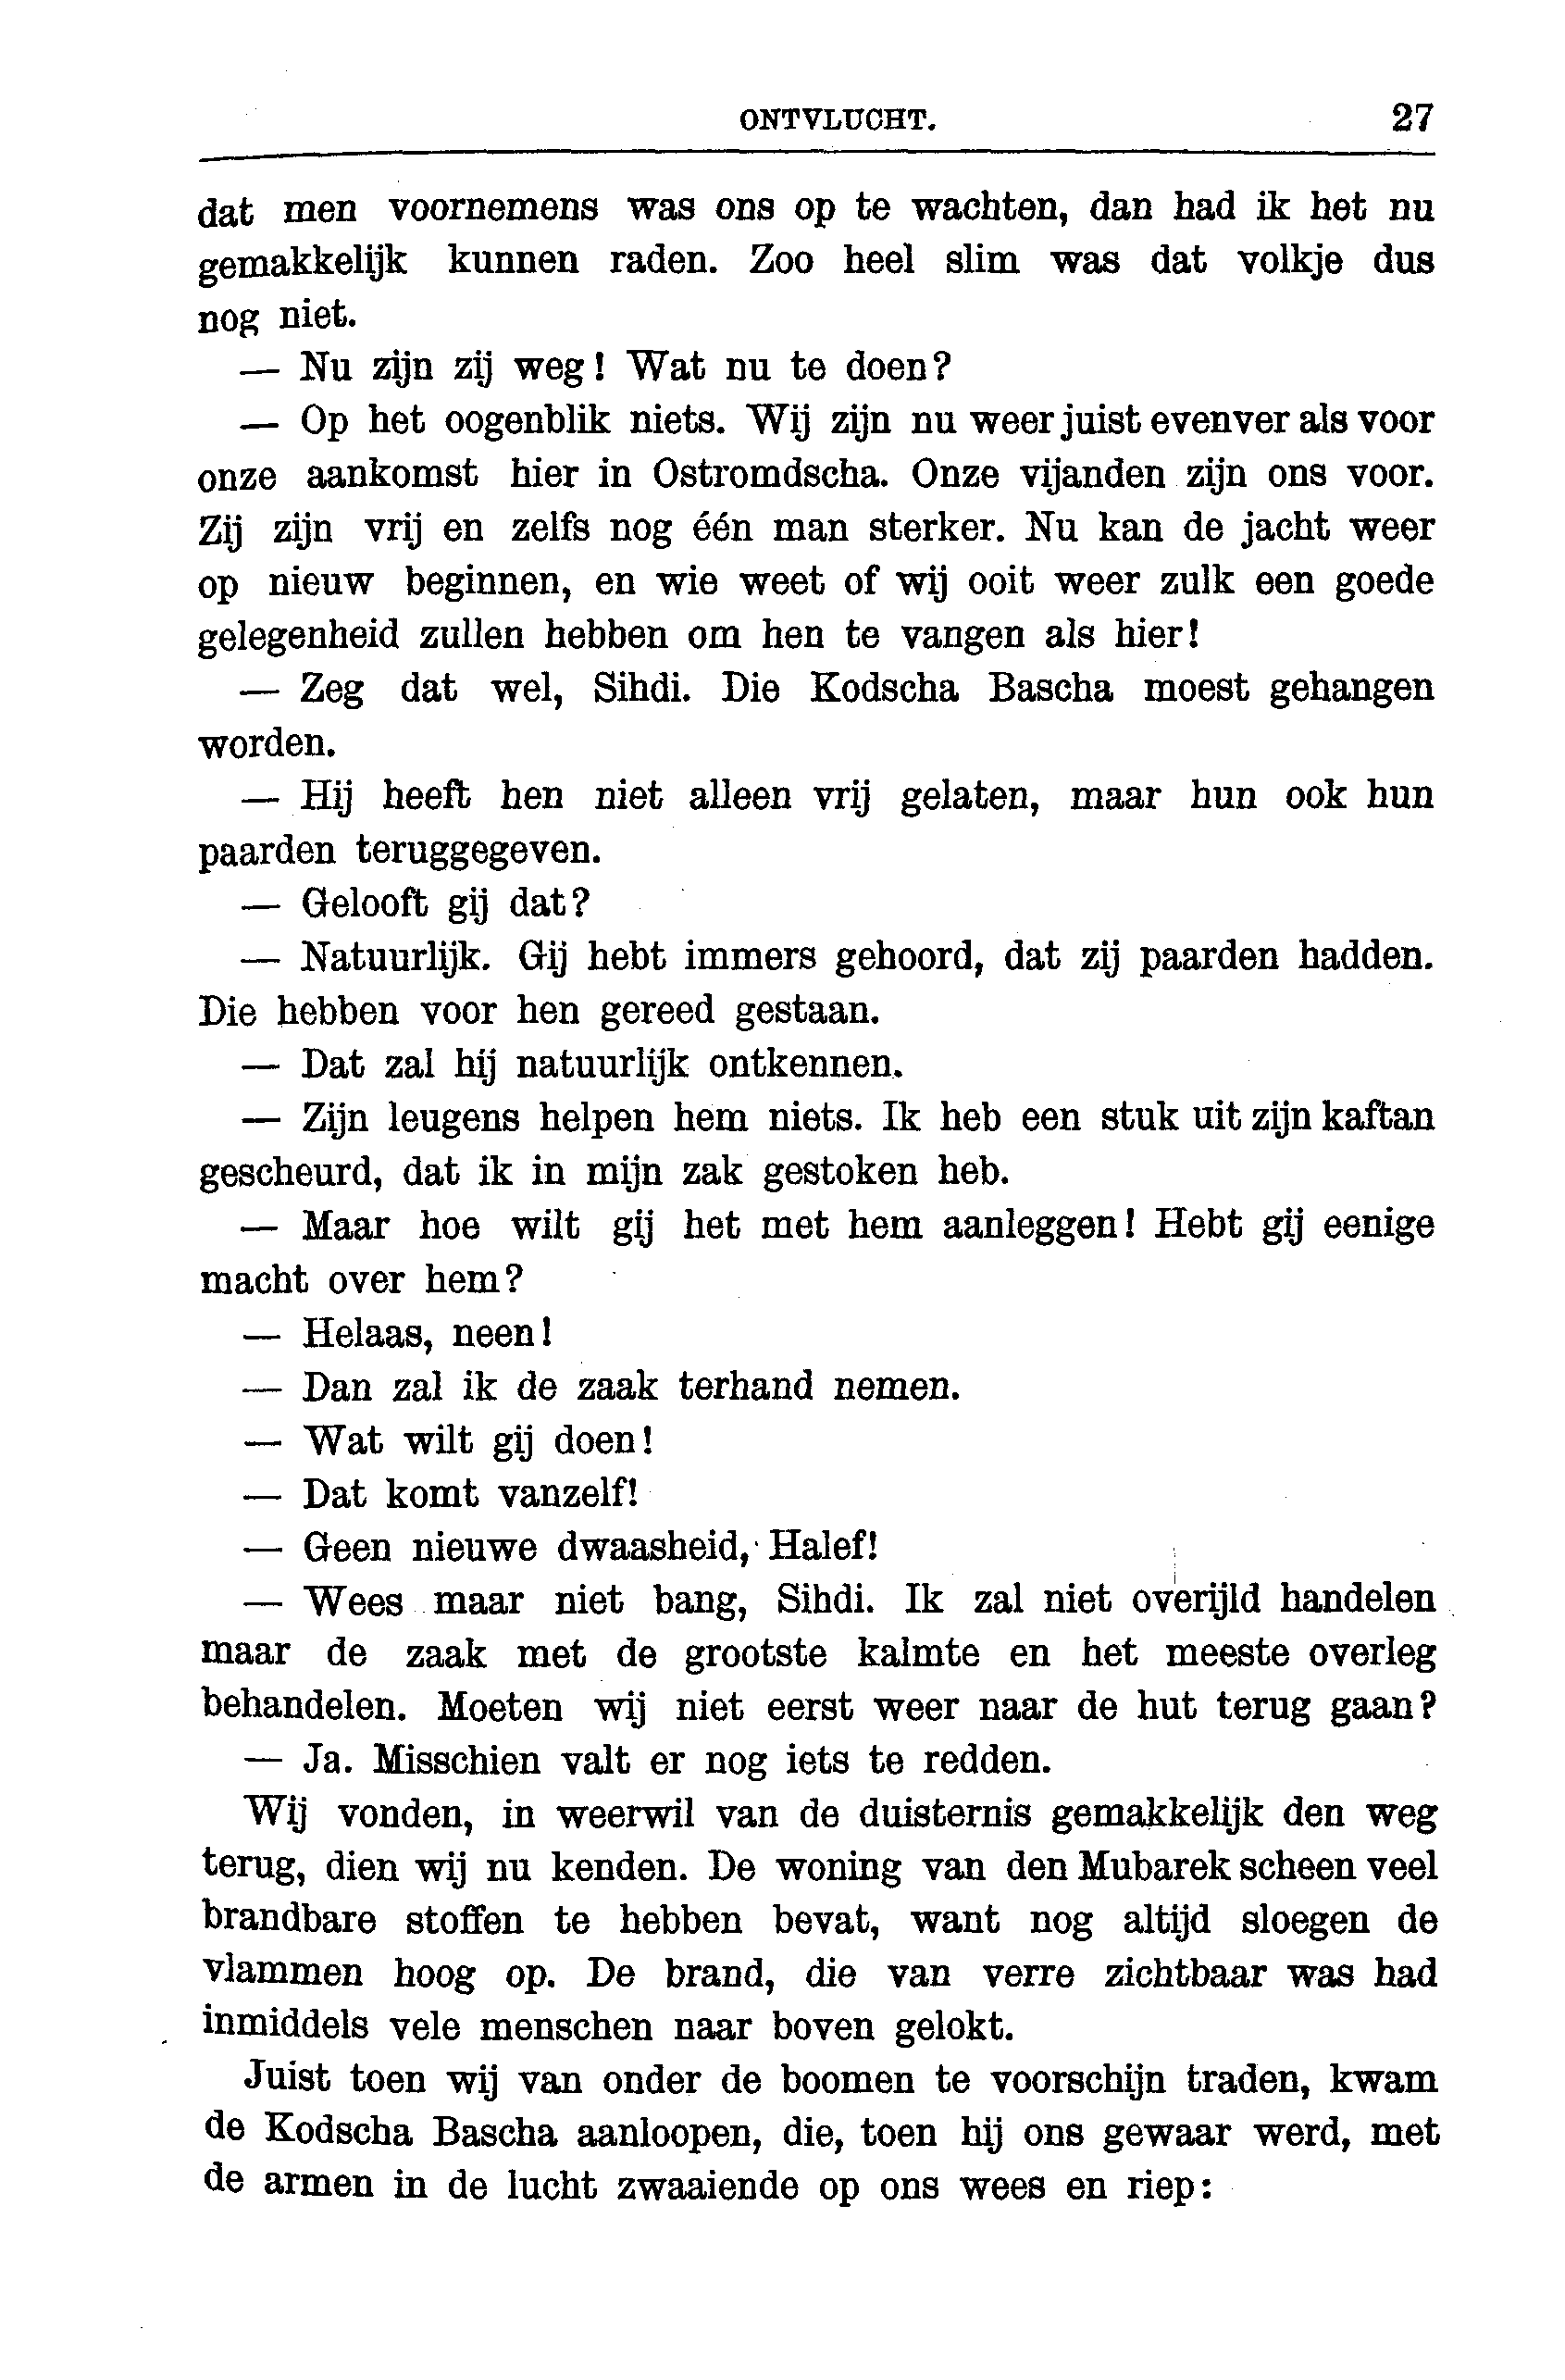 ONTVLUCHT. 27
dat men voornemens was ons op te wachten, dan had ik het nu
gemakkelijk kunnen raden. Zoo heel slim was dat volkje dus
nog niet.
— Nu zijn zij weg! Wat nu te doen?
— Op het oogenblik niets. Wij zijn nu weer juist evenver als voor
onze aankomst hier in Ostromdscha. Onze vijanden zijn ons voor.
Zij zijn vrij en zelfs nog één man sterker. Nu kan de jacht weer
op nieuw beginnen, en wie weet of wij ooit weer zulk een goede
gelegenheid zullen hebben om hen te vangen als hier!
— Zeg dat wel, Sihdi. Die Kodscha Bascha moest gehangen
worden.
— Hij heeft hen niet alleen vrij gelaten, maar hun ook hun
paarden teruggegeven.
— Gelooft gij dat?
— Natuurlijk. Gij hebt immers gehoord, dat zij paarden hadden.
Die hebben voor hen gereed gestaan.
— Dat zal hij natuurlijk ontkennen.
— Zijn leugens helpen hem niets. Ik heb een stuk uit zijn kaftan
gescheurd, dat ik in mijn zak gestoken heb.
— Maar hoe wilt gij het met hem aanleggen! Hebt gij eenige
macht over hem?
— Helaas, neen!
— Dan zal ik de zaak terhand nemen.
— Wat wilt gij doen!
— Dat komt vanzelf!
— Geen nieuwe dwaasheid, Halef!
— Wees maar niet bang, Sihdi. Ik zal niet overijld handelen
maar de zaak met de grootste kalmte en het meeste overleg
behandelen. Moeten wij niet eerst weer naar de hut terug gaan?
— Ja. Misschien valt er nog iets te redden.
Wij vonden, in weerwil van de duisternis gemakkelijk den weg
terug, dien wij nu kenden. De woning van den Mubarek scheen veel
brandbare stoffen te hebben bevat, want nog altijd sloegen de
vlammen hoog op. De brand, die van verre zichtbaar was had
inmiddels vele menschen naar boven gelokt.
Juist toen wij van onder de boomen te voorschijn traden, kwam
de Kodscha Bascha aanloopen, die, toen hij ons gewaar werd, met
de armen in de lucht zwaaiende op ons wees en riep: